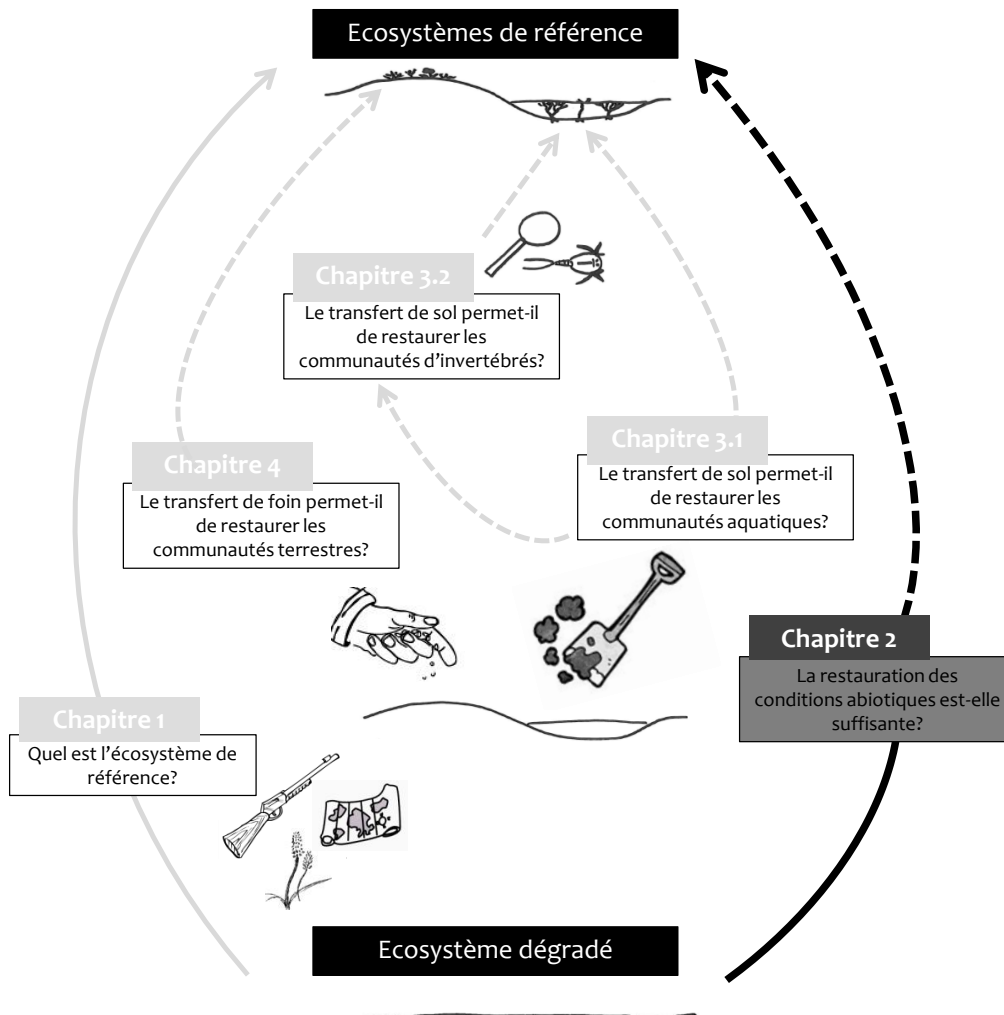 Ecosystèmes de référence
Chapitre 3.2
Le transfert de sol permet-il
de restaurer les
communautés d'invertébrés?
Chapitre 3.1
Le transfert de sol permet-il
de restaurer les
communautés aquatiques?
Chapitre 4
Le transfert de foin permet-il
de restaurer les
communautés terrestres?
Chapitre 2
La restauration des
conditions abiotiques est-elle
suffisante?
Chapitre 1
Quel est l'écosystème de
référence?
Ecosystème dégradé